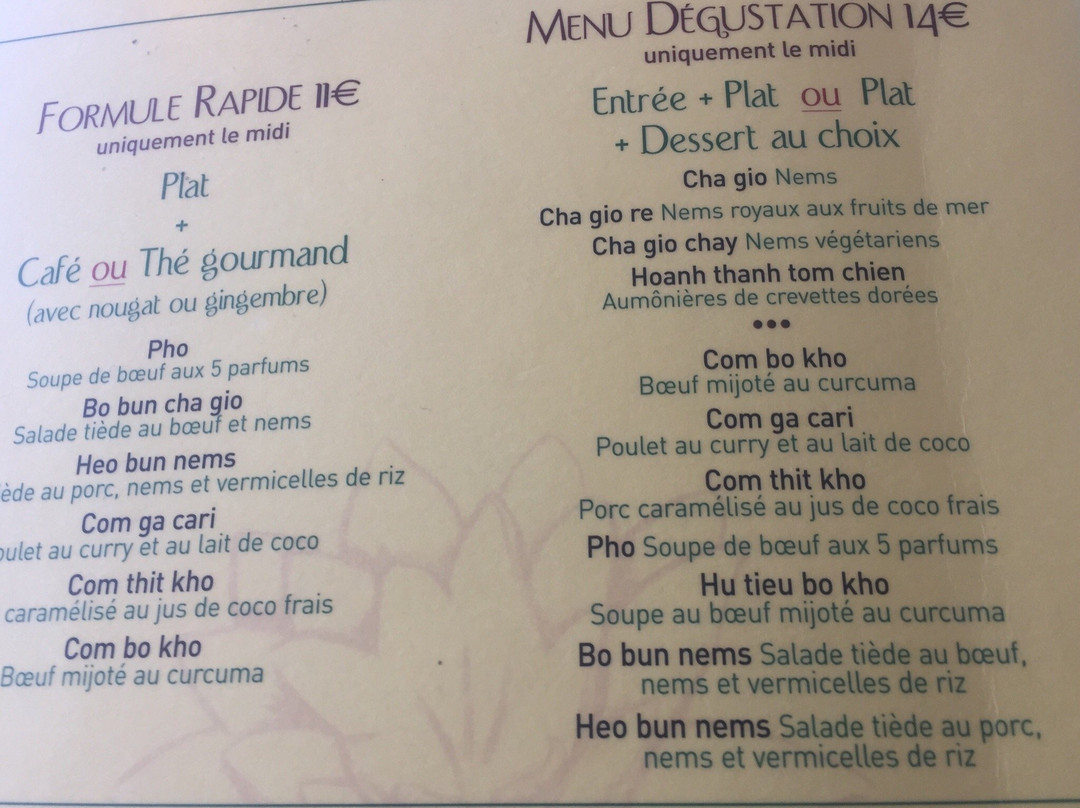 FORMULE RAPIDE 11€
uniquement le midi
Plat
+
Café ou Thé gourmand
(avec nougat ou gingembre)
Pho
Soupe de bœuf aux 5 parfums
Bo bun cha gio
Salade tiède au bœuf et nems
Heo bun nems
ède au porc, nems et vermicelles de riz
Com ga cari
oulet au curry et au lait de coco
Com thit kho
caramélisé au jus de coco frais
Com bo kho
Bœuf mijoté au curcuma
MENU DÉGUSTATION 14€
uniquement le midi
Entrée + Plat ou Plat
+ Dessert au choix
Cha gio Nems
Cha gio re Nems royaux aux fruits de mer
Cha gio chay Nems végétariens
Hoanh thanh tom chien
Aumônières de crevettes dorées
•••
Com bo kho
Bœuf mijoté au curcuma
Com ga cari
Poulet au curry et au lait de coco
Com thit kho
Porc caramélisé au jus de coco frais
Pho Soupe de bœuf aux 5 parfums
Hu tieu bo kho
Soupe au bœuf mijoté au curcuma
Bo bun nems Salade tiède au bœuf,
nems et vermicelles de riz
Heo bun nems Salade tiède au porc,
nems et vermicelles de riz